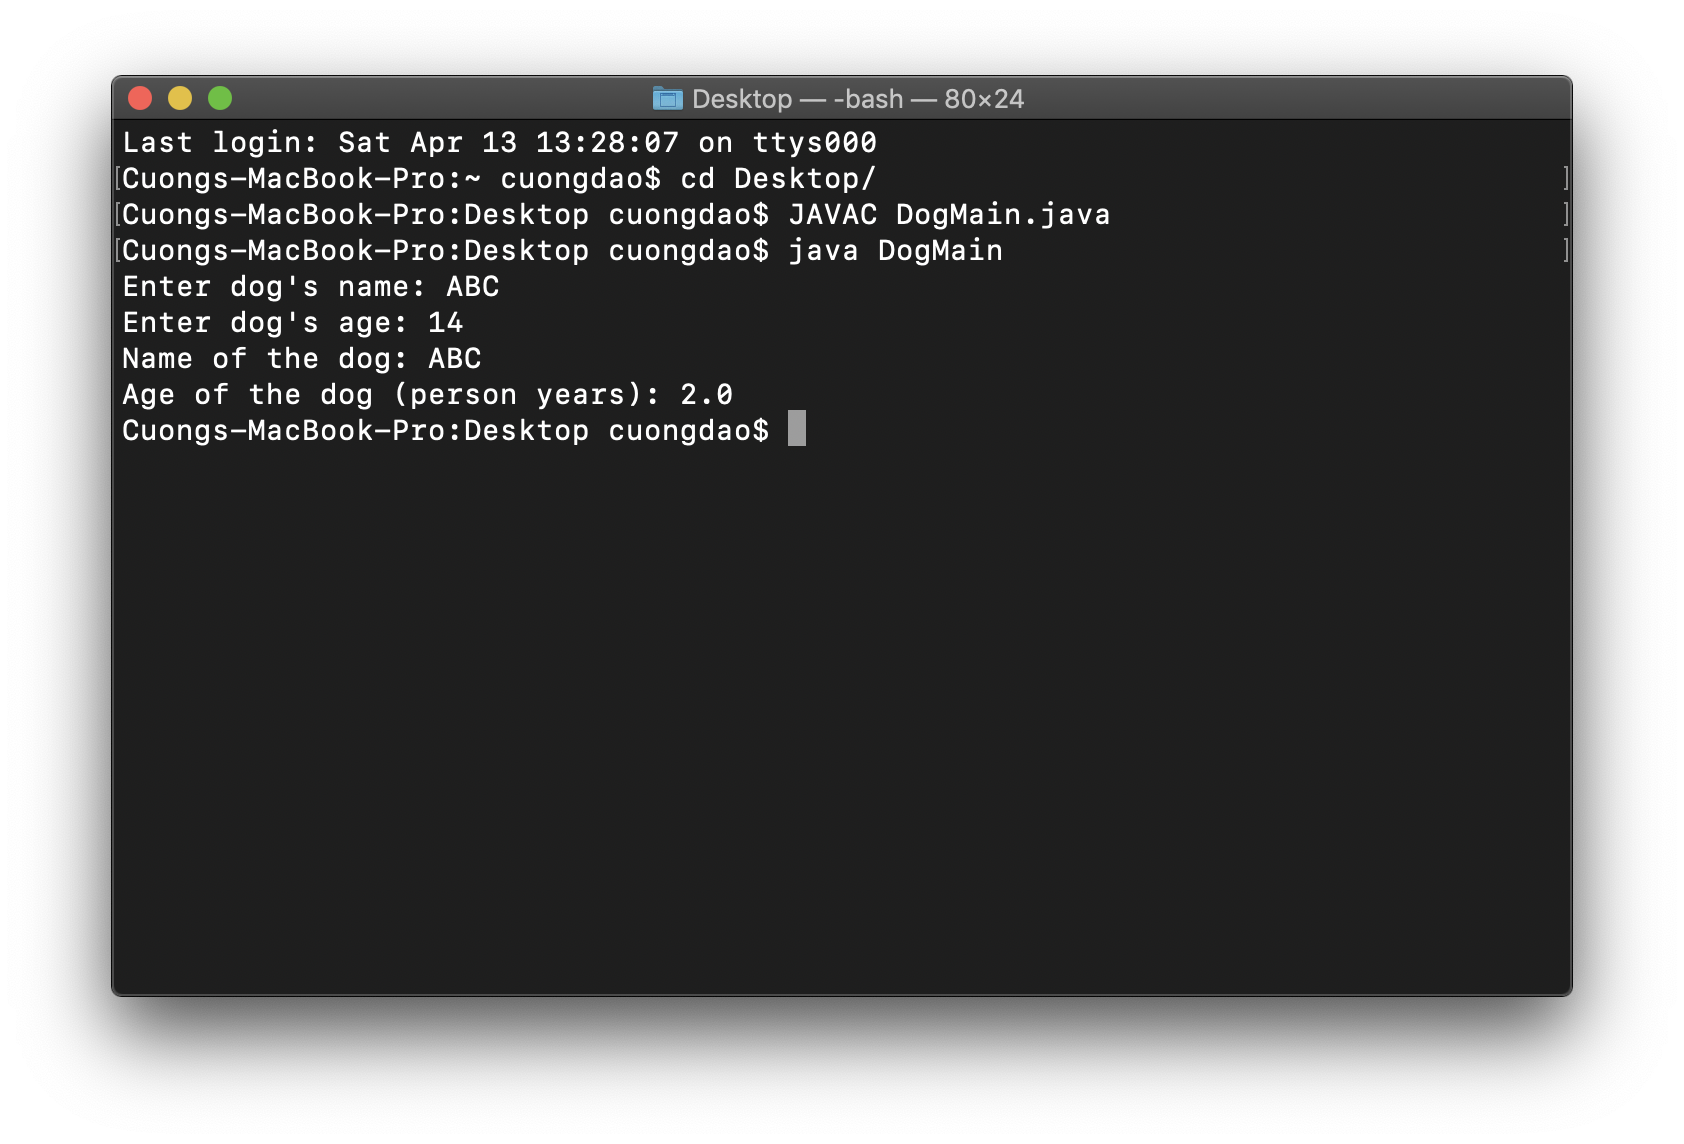 Desktop — -bash — 80×24
Last login: Sat Apr 13 13:28:07 on ttys000
[Cuongs-MacBook-Pro:~ cuongdao$ cd Desktop/ ]
[Cuongs-MacBook-Pro:Desktop cuongdao$ JAVAC DogMain.java ]
[Cuongs-MacBook-Pro:Desktop cuongdao$ java DogMain ]
Enter dog's name: ABC
Enter dog's age: 14
Name of the dog: ABC
Age of the dog (person years): 2.0
Cuongs-MacBook-Pro:Desktop cuongdao$